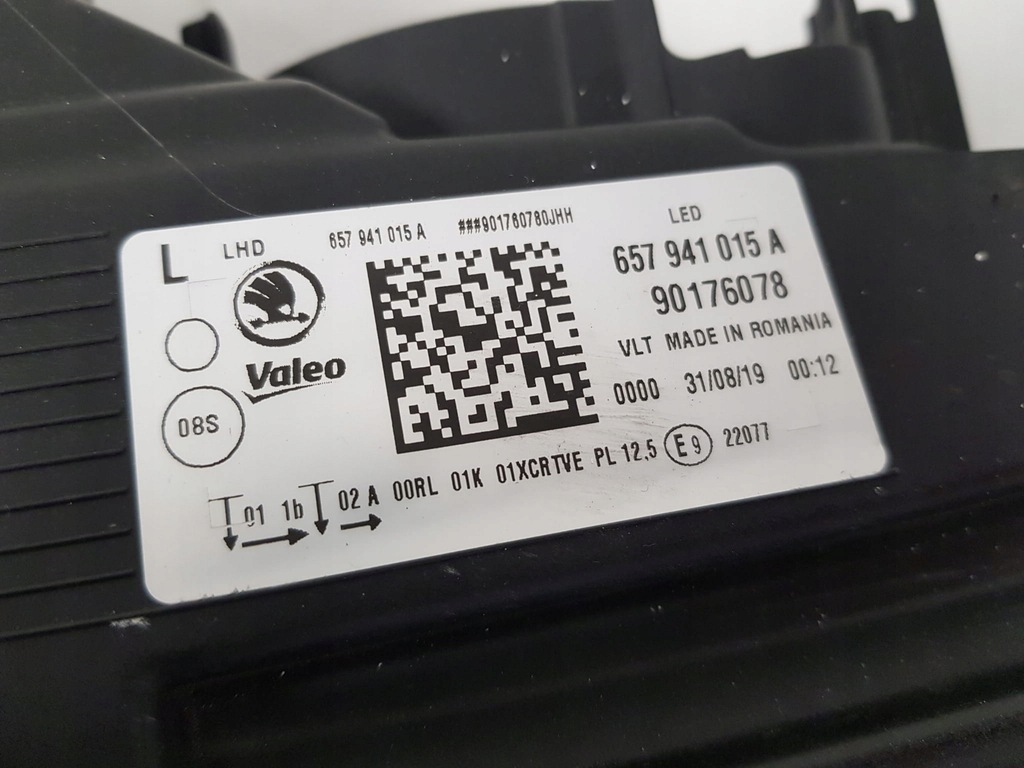 L LHD 657 941 015 A ###901760780JHH LED
657 941 015 A
90176078
Valeo
VLT MADE IN ROMANIA
0000 31/08/19 00:12
08S
01 1b 02 A 00RL 01K 01XCRTVE PL 12.5 E9 22077